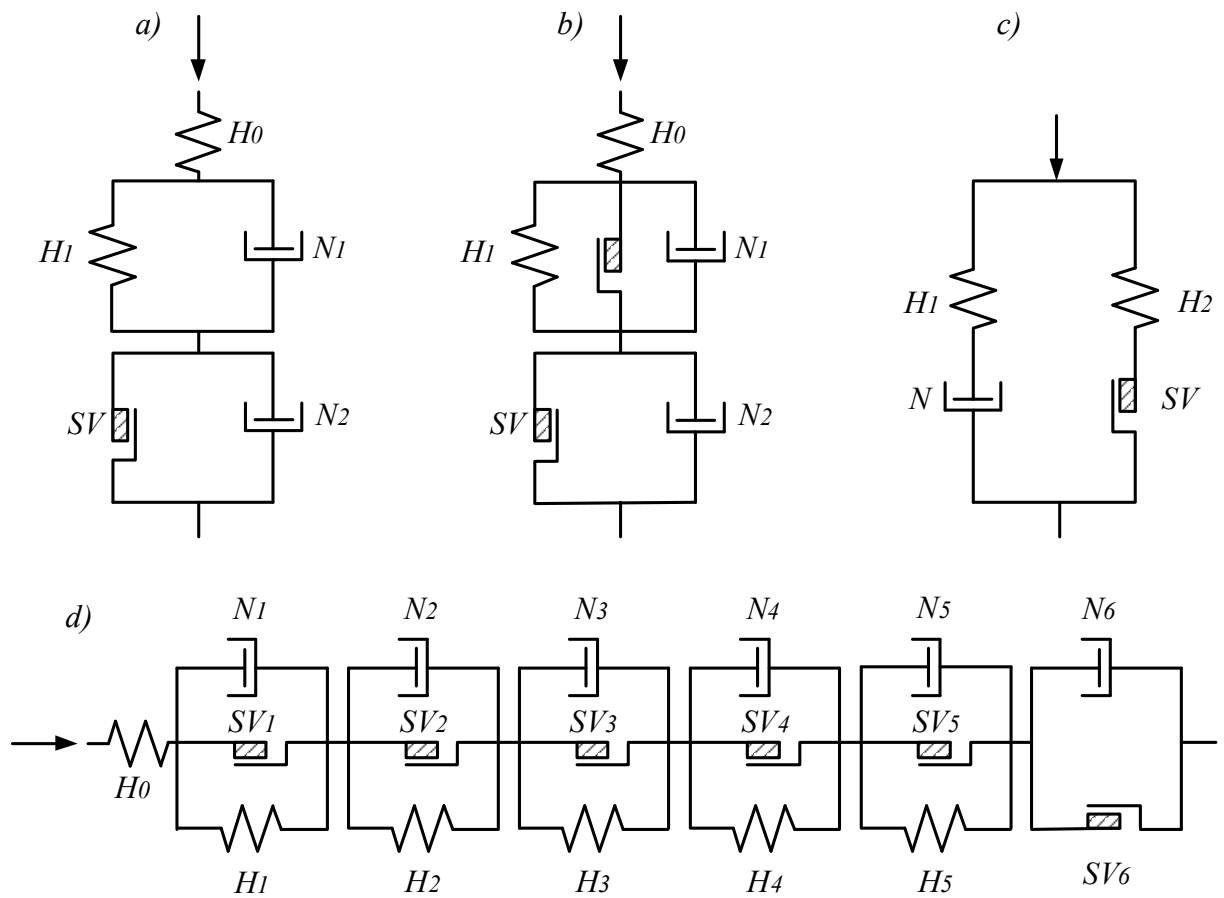 a) b) c)
H0 H0
H1 N1 H1 N1
H1 H2
SV N2 SV N2 N SV
d) N1 N2 N3 N4 N5 N6
SV1 SV2 SV3 SV4 SV5
H0
H1 H2 H3 H4 H5 SV6